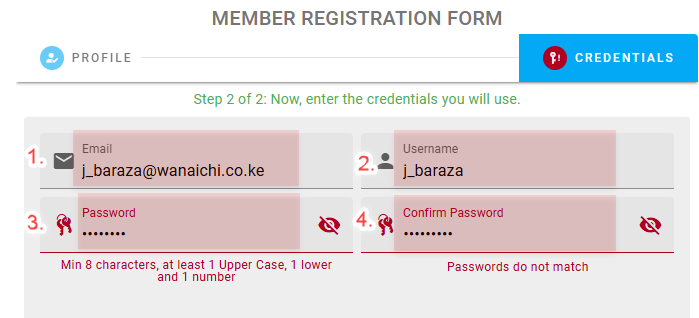 MEMBER REGISTRATION FORM
PROFILE
CREDENTIALS
Step 2 of 2: Now, enter the credentials you will use.
1. Email
j_baraza@wanaichi.co.ke
2. Username
j_baraza
3. Password
••••••••
4. Confirm Password
•••••••••
Min 8 characters, at least 1 Upper Case, 1 lower
and 1 number
Passwords do not match